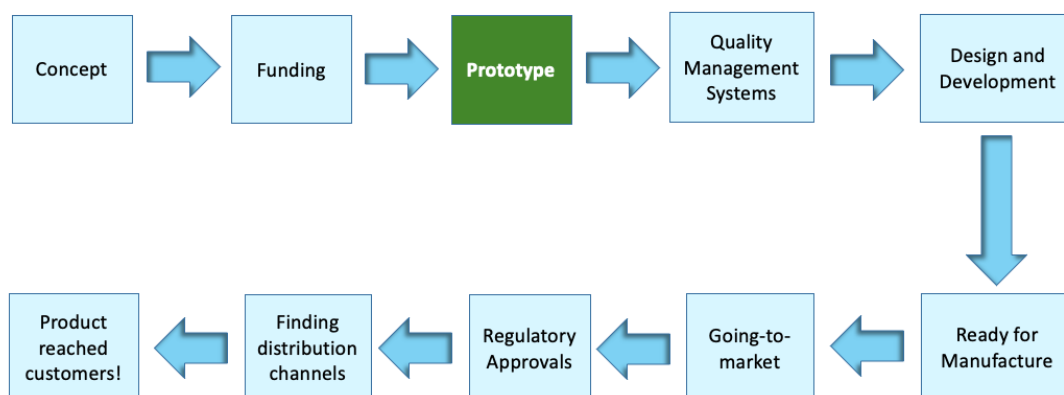 Concept
Funding
Prototype
Quality
Management
Systems
Design and
Development
Ready for
Manufacture
Going-to-
market
Regulatory
Approvals
Finding
distribution
channels
Product
reached
customers!